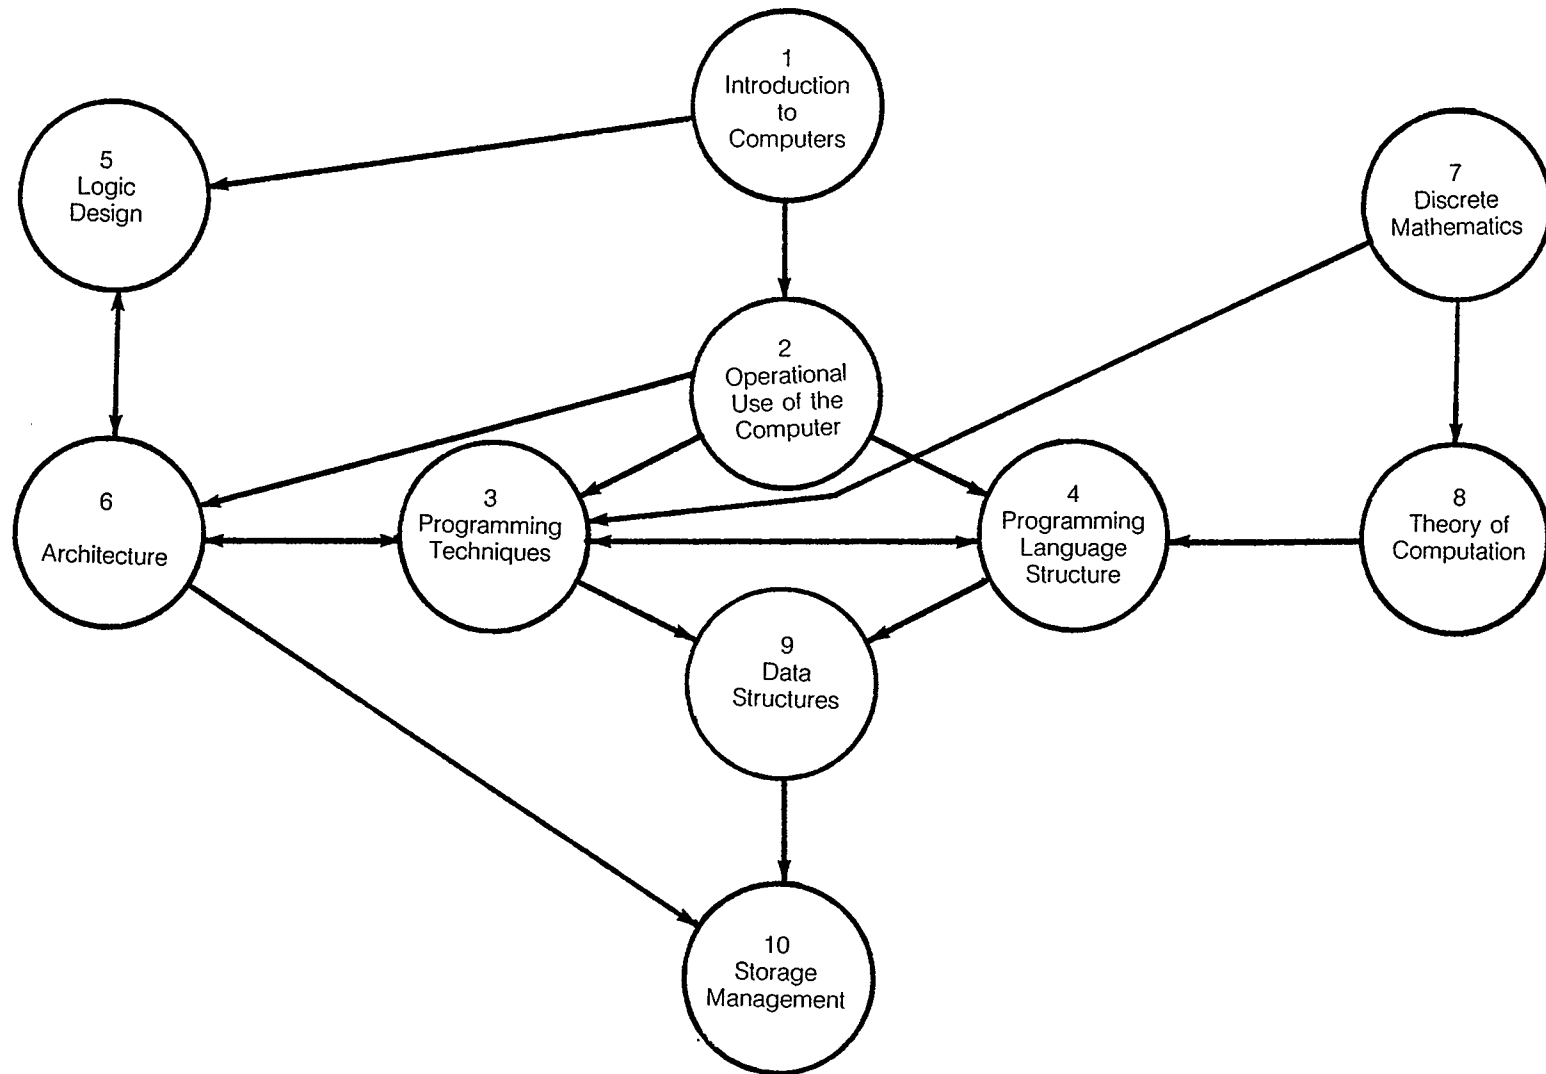 1
Introduction
to
Computers
5
Logic
Design
7
Discrete
Mathematics
2
Operational
Use of the
Computer
6
Architecture
3
Programming
Techniques
4
Programming
Language
Structure
8
Theory of
Computation
9
Data
Structures
10
Storage
Management